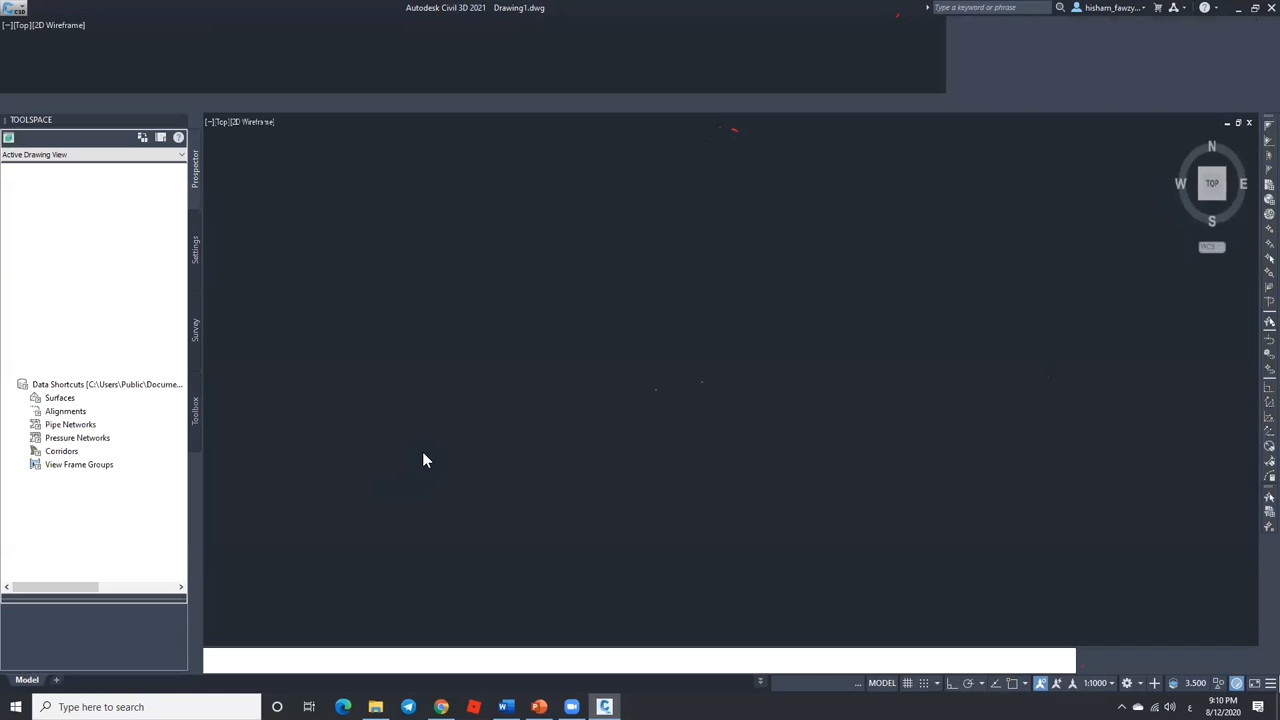 Autodesk Civil 3D 2021 Drawing1.dwg
Type a keyword or phrase
hisham_fawzy...
[−][Top][2D Wireframe]
TOOLSPACE
[−][Top][2D Wireframe]
Active Drawing View
Prospector
Settings
Survey
Toolbox
Data Shortcuts [C:\Users\Public\Docume...
Surfaces
Alignments
Pipe Networks
Pressure Networks
Corridors
View Frame Groups
N
W TOP E
S
WCS
Model +
... MODEL 1:1000 3.500
Type here to search
9:10 PM
8/12/2020